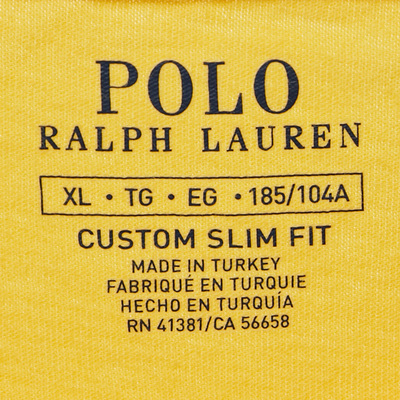 POLO
RALPH LAUREN
XL • TG • EG • 185/104A
CUSTOM SLIM FIT
MADE IN TURKEY
FABRIQUÉ EN TURQUIE
HECHO EN TURQUÍA
RN 41381/CA 56658